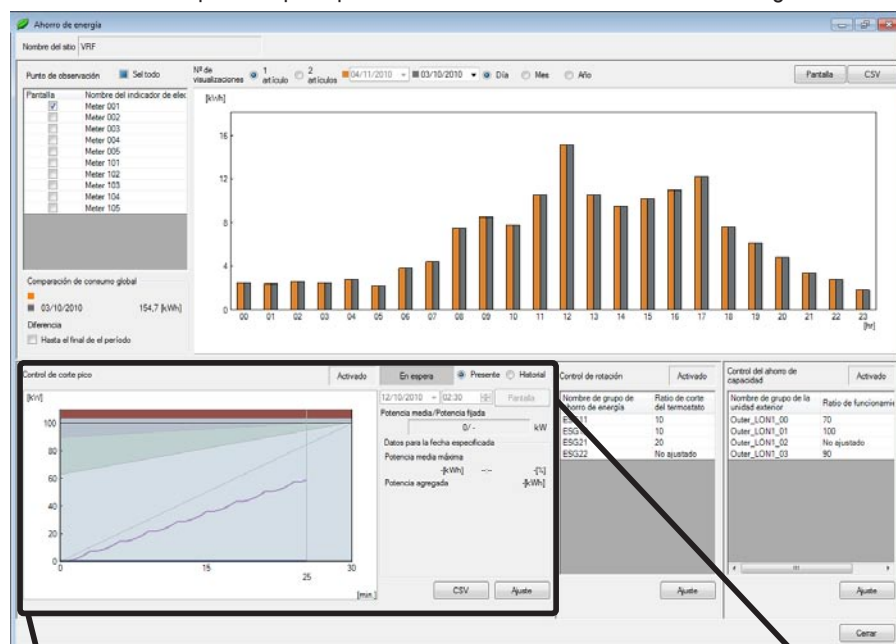 Ahorro de energía
Nombre del sitio VRF
Punto de observación Sel todo
Nº de visualizaciones 1 artículo 2 artículos 04/11/2010 03/10/2010 Día Mes Año Pantalla CSV
Pantalla Nombre del indicador de elec
Meter 001
Meter 002
Meter 003
Meter 004
Meter 005
Meter 101
Meter 102
Meter 103
Meter 104
Meter 105
Comparación de consumo global
03/10/2010 154,7 [kWh]
Diferencia
Hasta el final de el período
[kWh]
16
12
8
4
0
00 01 02 03 04 05 06 07 08 09 10 11 12 13 14 15 16 17 18 19 20 21 22 23
[hr]
Control de corte pico Activado En espera Presente Historial
[kW]
100
80
60
40
20
0
0 15 25 30
[min.]
12/10/2010 02:30 Pantalla
Potencia media/Potencia fijada
0/ - kW
Datos para la fecha especificada
Potencia media máxima
-[kWh] --:-- -[%]
Potencia agregada -[kWh]
CSV Ajuste
Control de rotación Activado
Nombre de grupo de ahorro de energía Ratio de corte del termostato
ESG11 10
10
ESG21 20
ESG22 No ajustado
Ajuste
Control del ahorro de capacidad Activado
Nombre de grupo de la unidad exterior Ratio de funcionamie
Outer_LON1_00 70
Outer_LON1_01 100
Outer_LON1_02 No ajustado
Outer_LON1_03 90
Ajuste
Cerrar